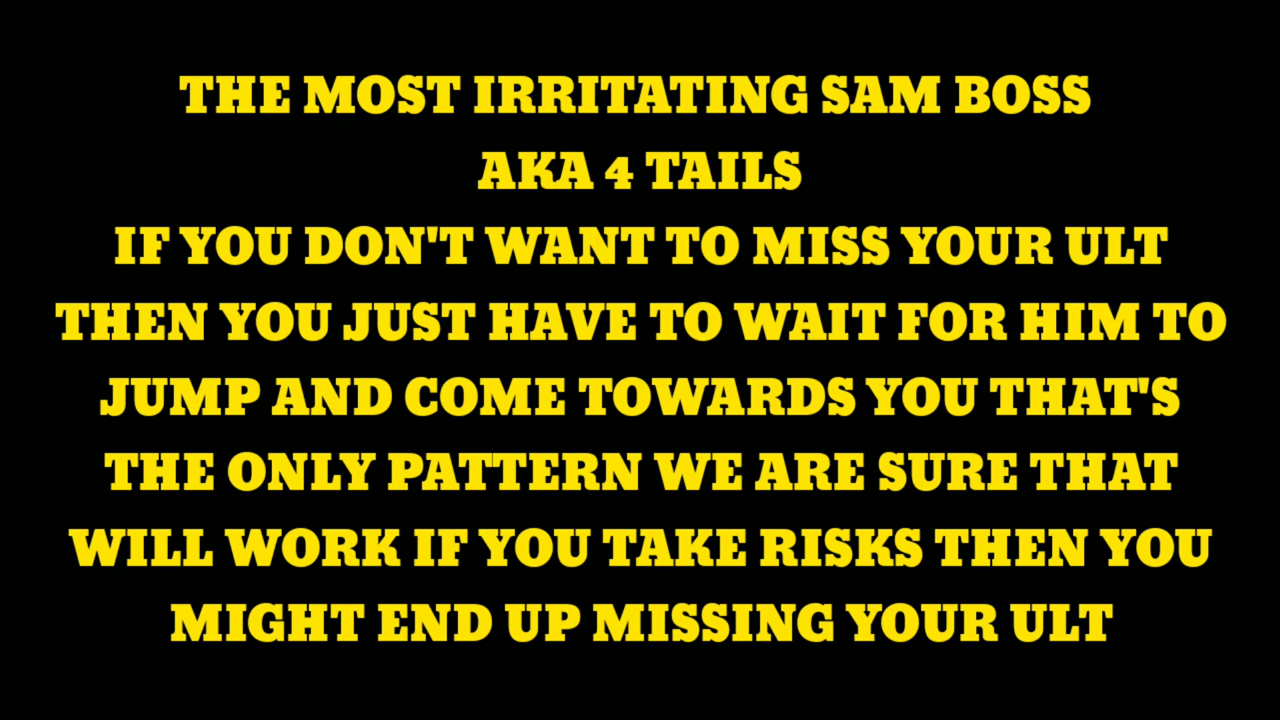 THE MOST IRRITATING SAM BOSS
AKA 4 TAILS
IF YOU DON'T WANT TO MISS YOUR ULT
THEN YOU JUST HAVE TO WAIT FOR HIM TO
JUMP AND COME TOWARDS YOU THAT'S
THE ONLY PATTERN WE ARE SURE THAT
WILL WORK IF YOU TAKE RISKS THEN YOU
MIGHT END UP MISSING YOUR ULT